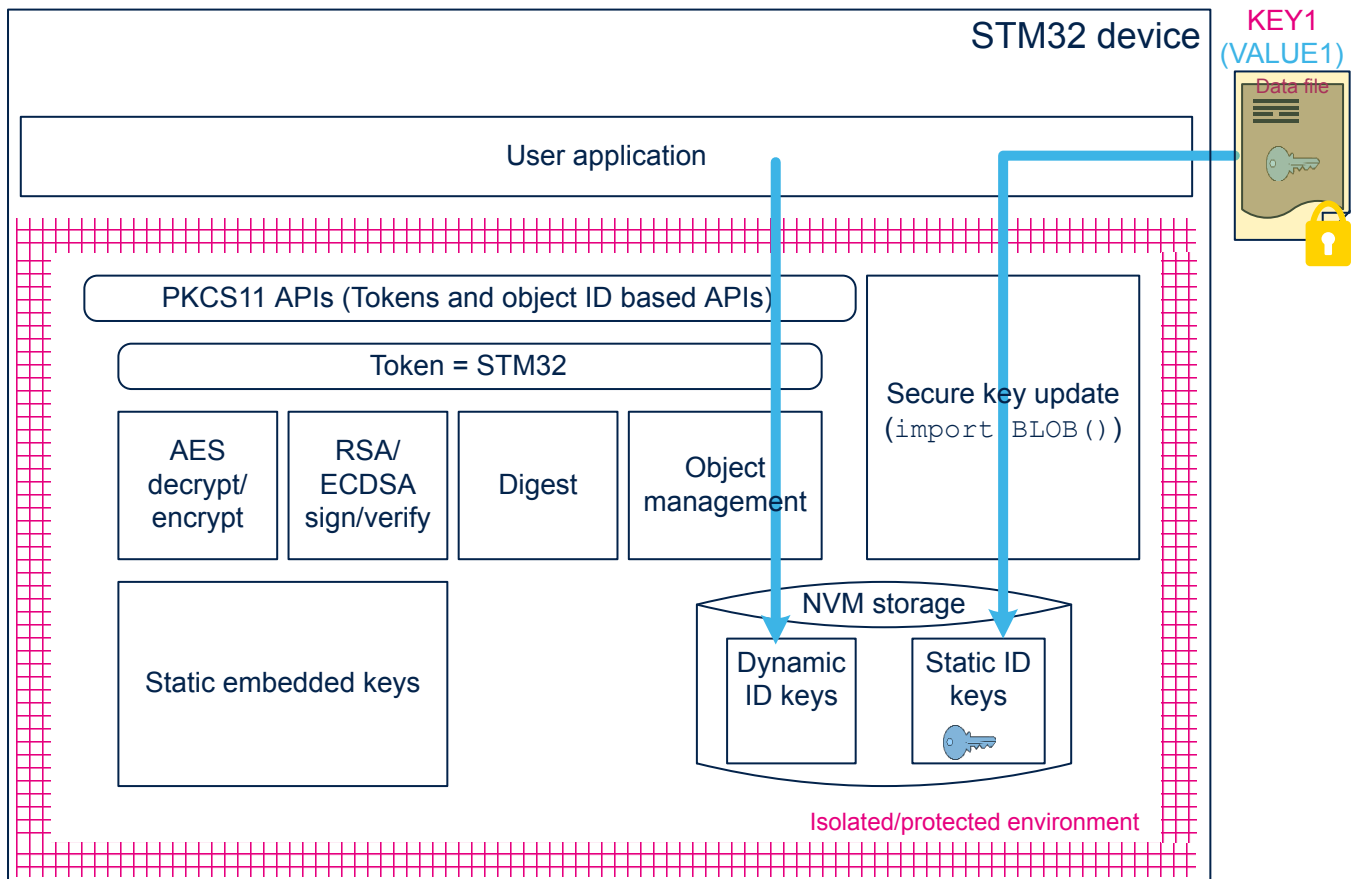 STM32 device
KEY1
(VALUE1)
Data file
User application
PKCS11 APIs (Tokens and object ID based APIs)
Token = STM32
Secure key update
(import BLOB())
AES
decrypt/
encrypt
RSA/
ECDSA
sign/verify
Digest
Object
management
Static embedded keys
NVM storage
Dynamic
ID keys
Static ID
keys
Isolated/protected environment